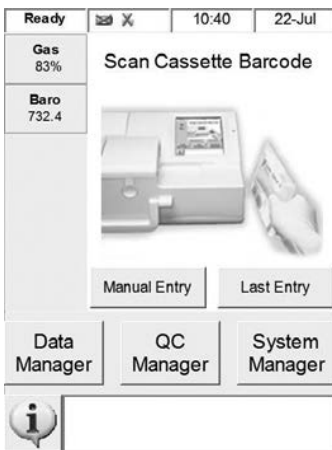 Ready 10:40 22-Jul
Gas
83%
Scan Cassette Barcode
Baro
732.4
Manual Entry Last Entry
Data
Manager
QC
Manager
System
Manager
i